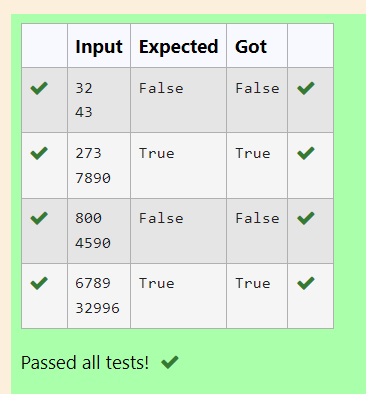 Input Expected Got
32 False False
43
273 True True
7890
800 False False
4590
6789 True True
32996
Passed all tests!